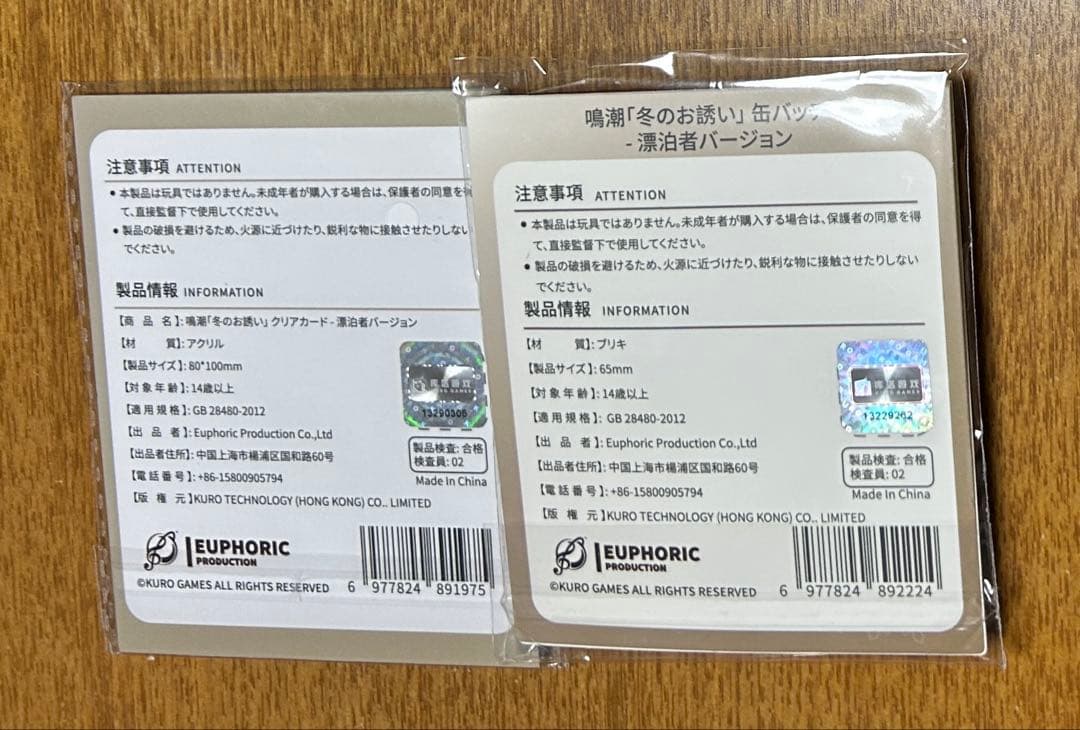 注意事項 ATTENTION
● 本製品は玩具ではありません。未成年者が購入する場合は、保護者の同意を得
て、直接監督下で使用してください。
● 製品の破損を避けるため、火源に近づけたり、鋭利な物に接触させたりしない
でください。
製品情報 INFORMATION
【商 品 名】: 鳴潮「冬のお誘い」クリアカード - 漂泊者バージョン
【材 質】: アクリル
【製品サイズ】: 80*100mm
【対象年齢】: 14歳以上
【適用規格】: GB 28480-2012
【出 品 者】: Euphoric Production Co.,Ltd
【出品者住所】: 中国上海市楊浦区国和路60号
【電話番号】: +86-15800905794
【版 権 元】KURO TECHNOLOGY (HONG KONG) CO.. LIMITED
13290306
製品検査: 合格
検査員: 02
Made In China
EUPHORIC
PRODUCTION
©KURO GAMES ALL RIGHTS RESERVED
6 977824 891975
鳴潮「冬のお誘い」缶バッ
- 漂泊者バージョン
注意事項 ATTENTION
● 本製品は玩具ではありません。未成年者が購入する場合は、保護者の同意を得
て、直接監督下で使用してください。
● 製品の破損を避けるため、火源に近づけたり、鋭利な物に接触させたりしない
でください。
製品情報 INFORMATION
【材 質】: ブリキ
【製品サイズ】: 65mm
【対象年齢】: 14歳以上
【適用規格】: GB 28480-2012
【出 品 者】: Euphoric Production Co.,Ltd
【出品者住所】: 中国上海市楊浦区国和路60号
【電話番号】: +86-15800905794
【版 権 元】KURO TECHNOLOGY (HONG KONG) CO.. LIMITED
13229202
製品検査: 合格
検査員: 02
Made In China
EUPHORIC
PRODUCTION
©KURO GAMES ALL RIGHTS RESERVED
6 977824 892224